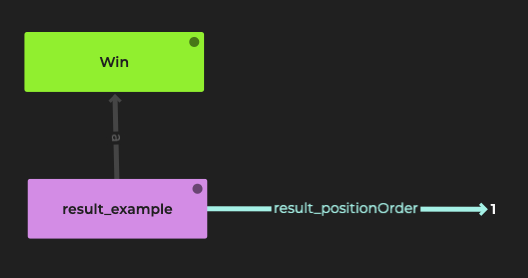 Win
a
result_example
result_positionOrder
1